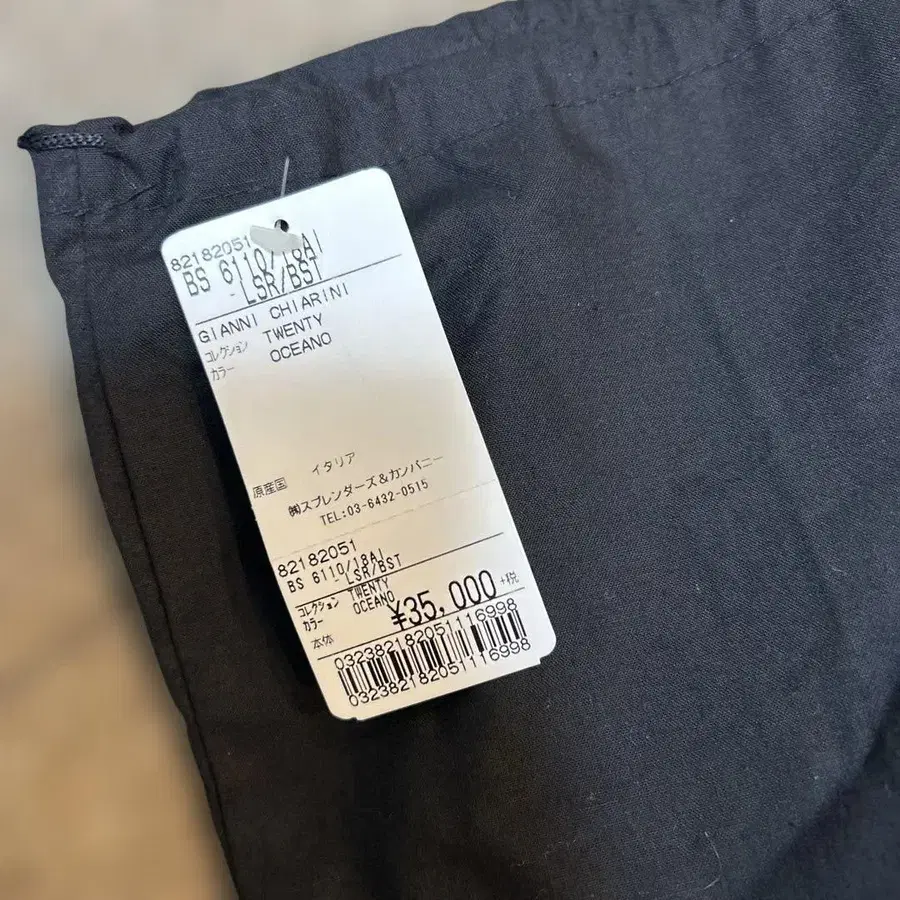 82182051
BS 6110/18AI
-LSR/BST
GIANNI CHIARINI
コレクション TWENTY
カラー OCEANO
原産国 イタリア
㈱スプレンダーズ&カンパニー
TEL:03-6432-0515
82182051
BS 6110/18AI
-LSR/BST
コレクション TWENTY
カラー OCEANO
本体 ¥35,000 +税
032382182051116998
032382182051116998